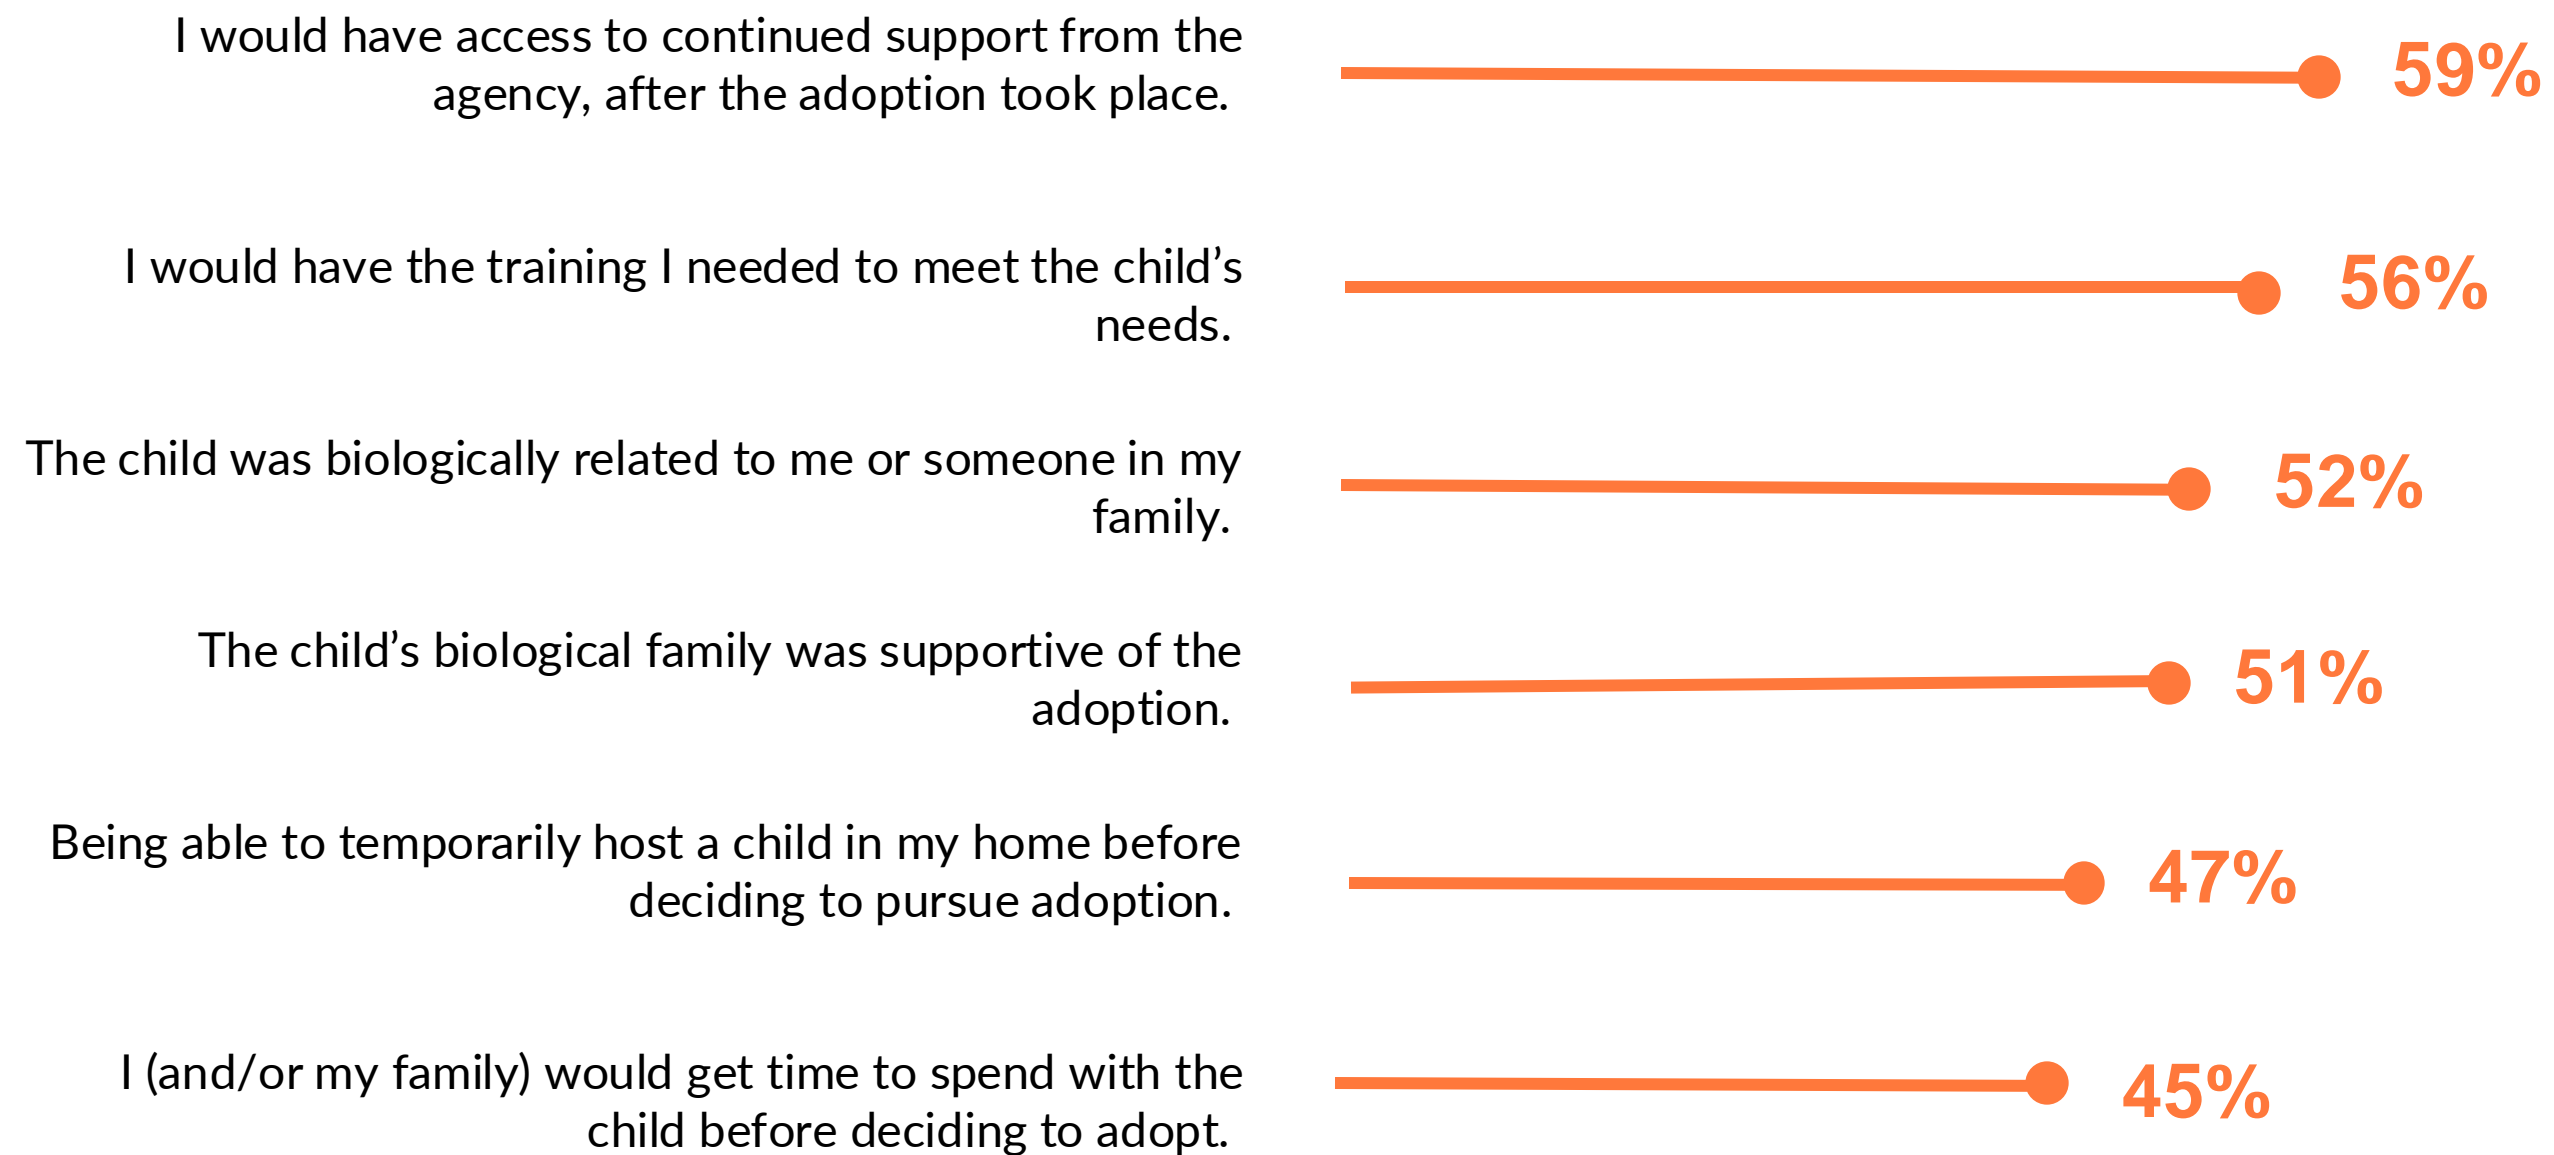 I would have access to continued support from the
agency, after the adoption took place.
59%
I would have the training I needed to meet the child’s
needs.
56%
The child was biologically related to me or someone in my
family.
52%
The child’s biological family was supportive of the
adoption.
51%
Being able to temporarily host a child in my home before
deciding to pursue adoption.
47%
I (and/or my family) would get time to spend with the
child before deciding to adopt.
45%